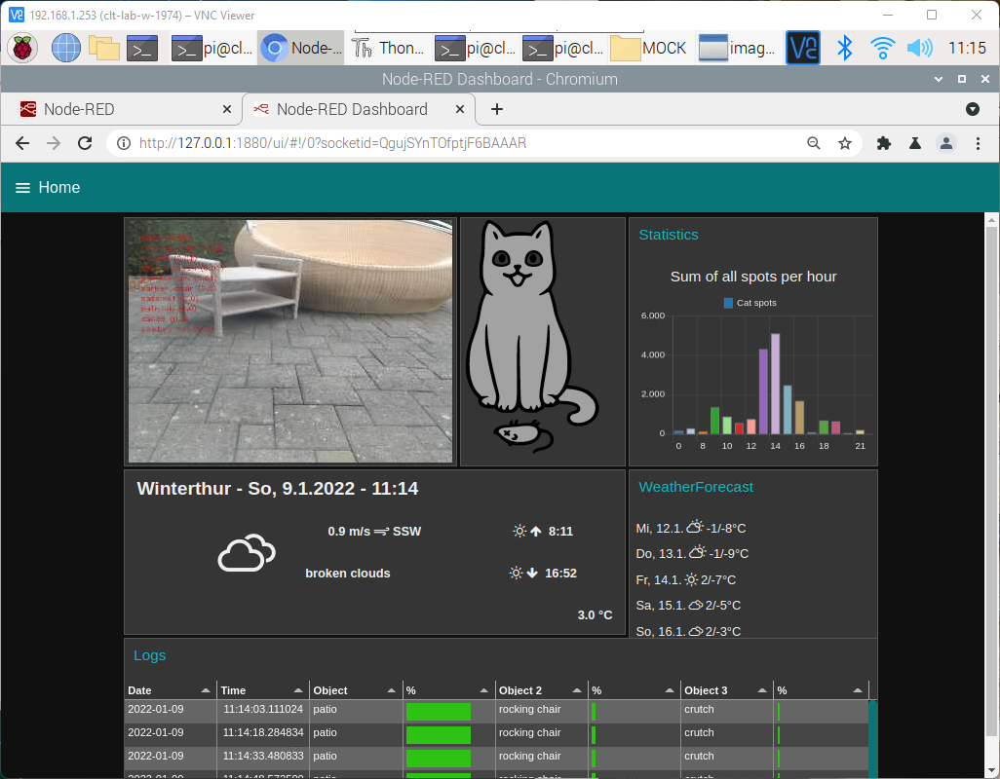 192.168.1.253 (clt-lab-w-1974) – VNC Viewer
pi@cl... Node-... Thon... pi@cl... pi@cl... MOCK imag... 11:15
Node-RED Dashboard - Chromium
Node-RED
Node-RED Dashboard
http://127.0.0.1:1880/ui/#!/0?socketid=QgujSYnTOfptjF6BAAAR
Home
Statistics
Sum of all spots per hour
Cat spots
6.000
4.000
2.000
0
0 8 10 12 14 16 18 21
Winterthur - So, 9.1.2022 - 11:14
0.9 m/s SSW
8:11
broken clouds
16:52
3.0 °C
WeatherForecast
Mi, 12.1. -1/-8°C
Do, 13.1. -1/-9°C
Fr, 14.1. 2/-7°C
Sa, 15.1. 2/-5°C
So, 16.1. 2/-3°C
Logs
Date Time Object % Object 2 % Object 3 %
2022-01-09 11:14:03.111024 patio rocking chair crutch
2022-01-09 11:14:18.284834 patio rocking chair crutch
2022-01-09 11:14:33.480833 patio rocking chair crutch